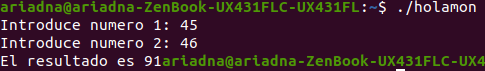 ariadna@ariadna-ZenBook-UX431FLC-UX431FL:~$ ./holamon
Introduce numero 1: 45
Introduce numero 2: 46
El resultado es 91ariadna@ariadna-ZenBook-UX431FLC-UX4